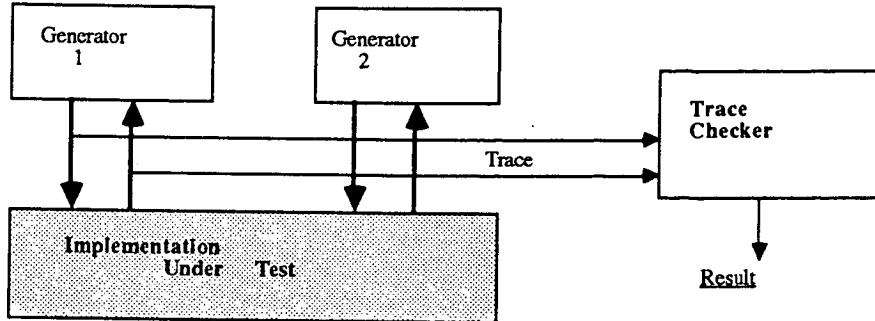 Generator
1
Generator
2
Trace
Checker
Trace
Implementation
Under Test
Result